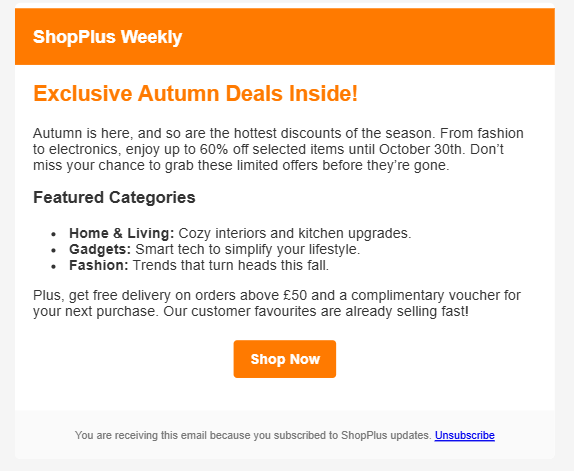 ShopPlus Weekly
Exclusive Autumn Deals Inside!
Autumn is here, and so are the hottest discounts of the season. From fashion
to electronics, enjoy up to 60% off selected items until October 30th. Don’t
miss your chance to grab these limited offers before they’re gone.
Featured Categories
• Home & Living: Cozy interiors and kitchen upgrades.
• Gadgets: Smart tech to simplify your lifestyle.
• Fashion: Trends that turn heads this fall.
Plus, get free delivery on orders above £50 and a complimentary voucher for
your next purchase. Our customer favourites are already selling fast!
Shop Now
You are receiving this email because you subscribed to ShopPlus updates. Unsubscribe